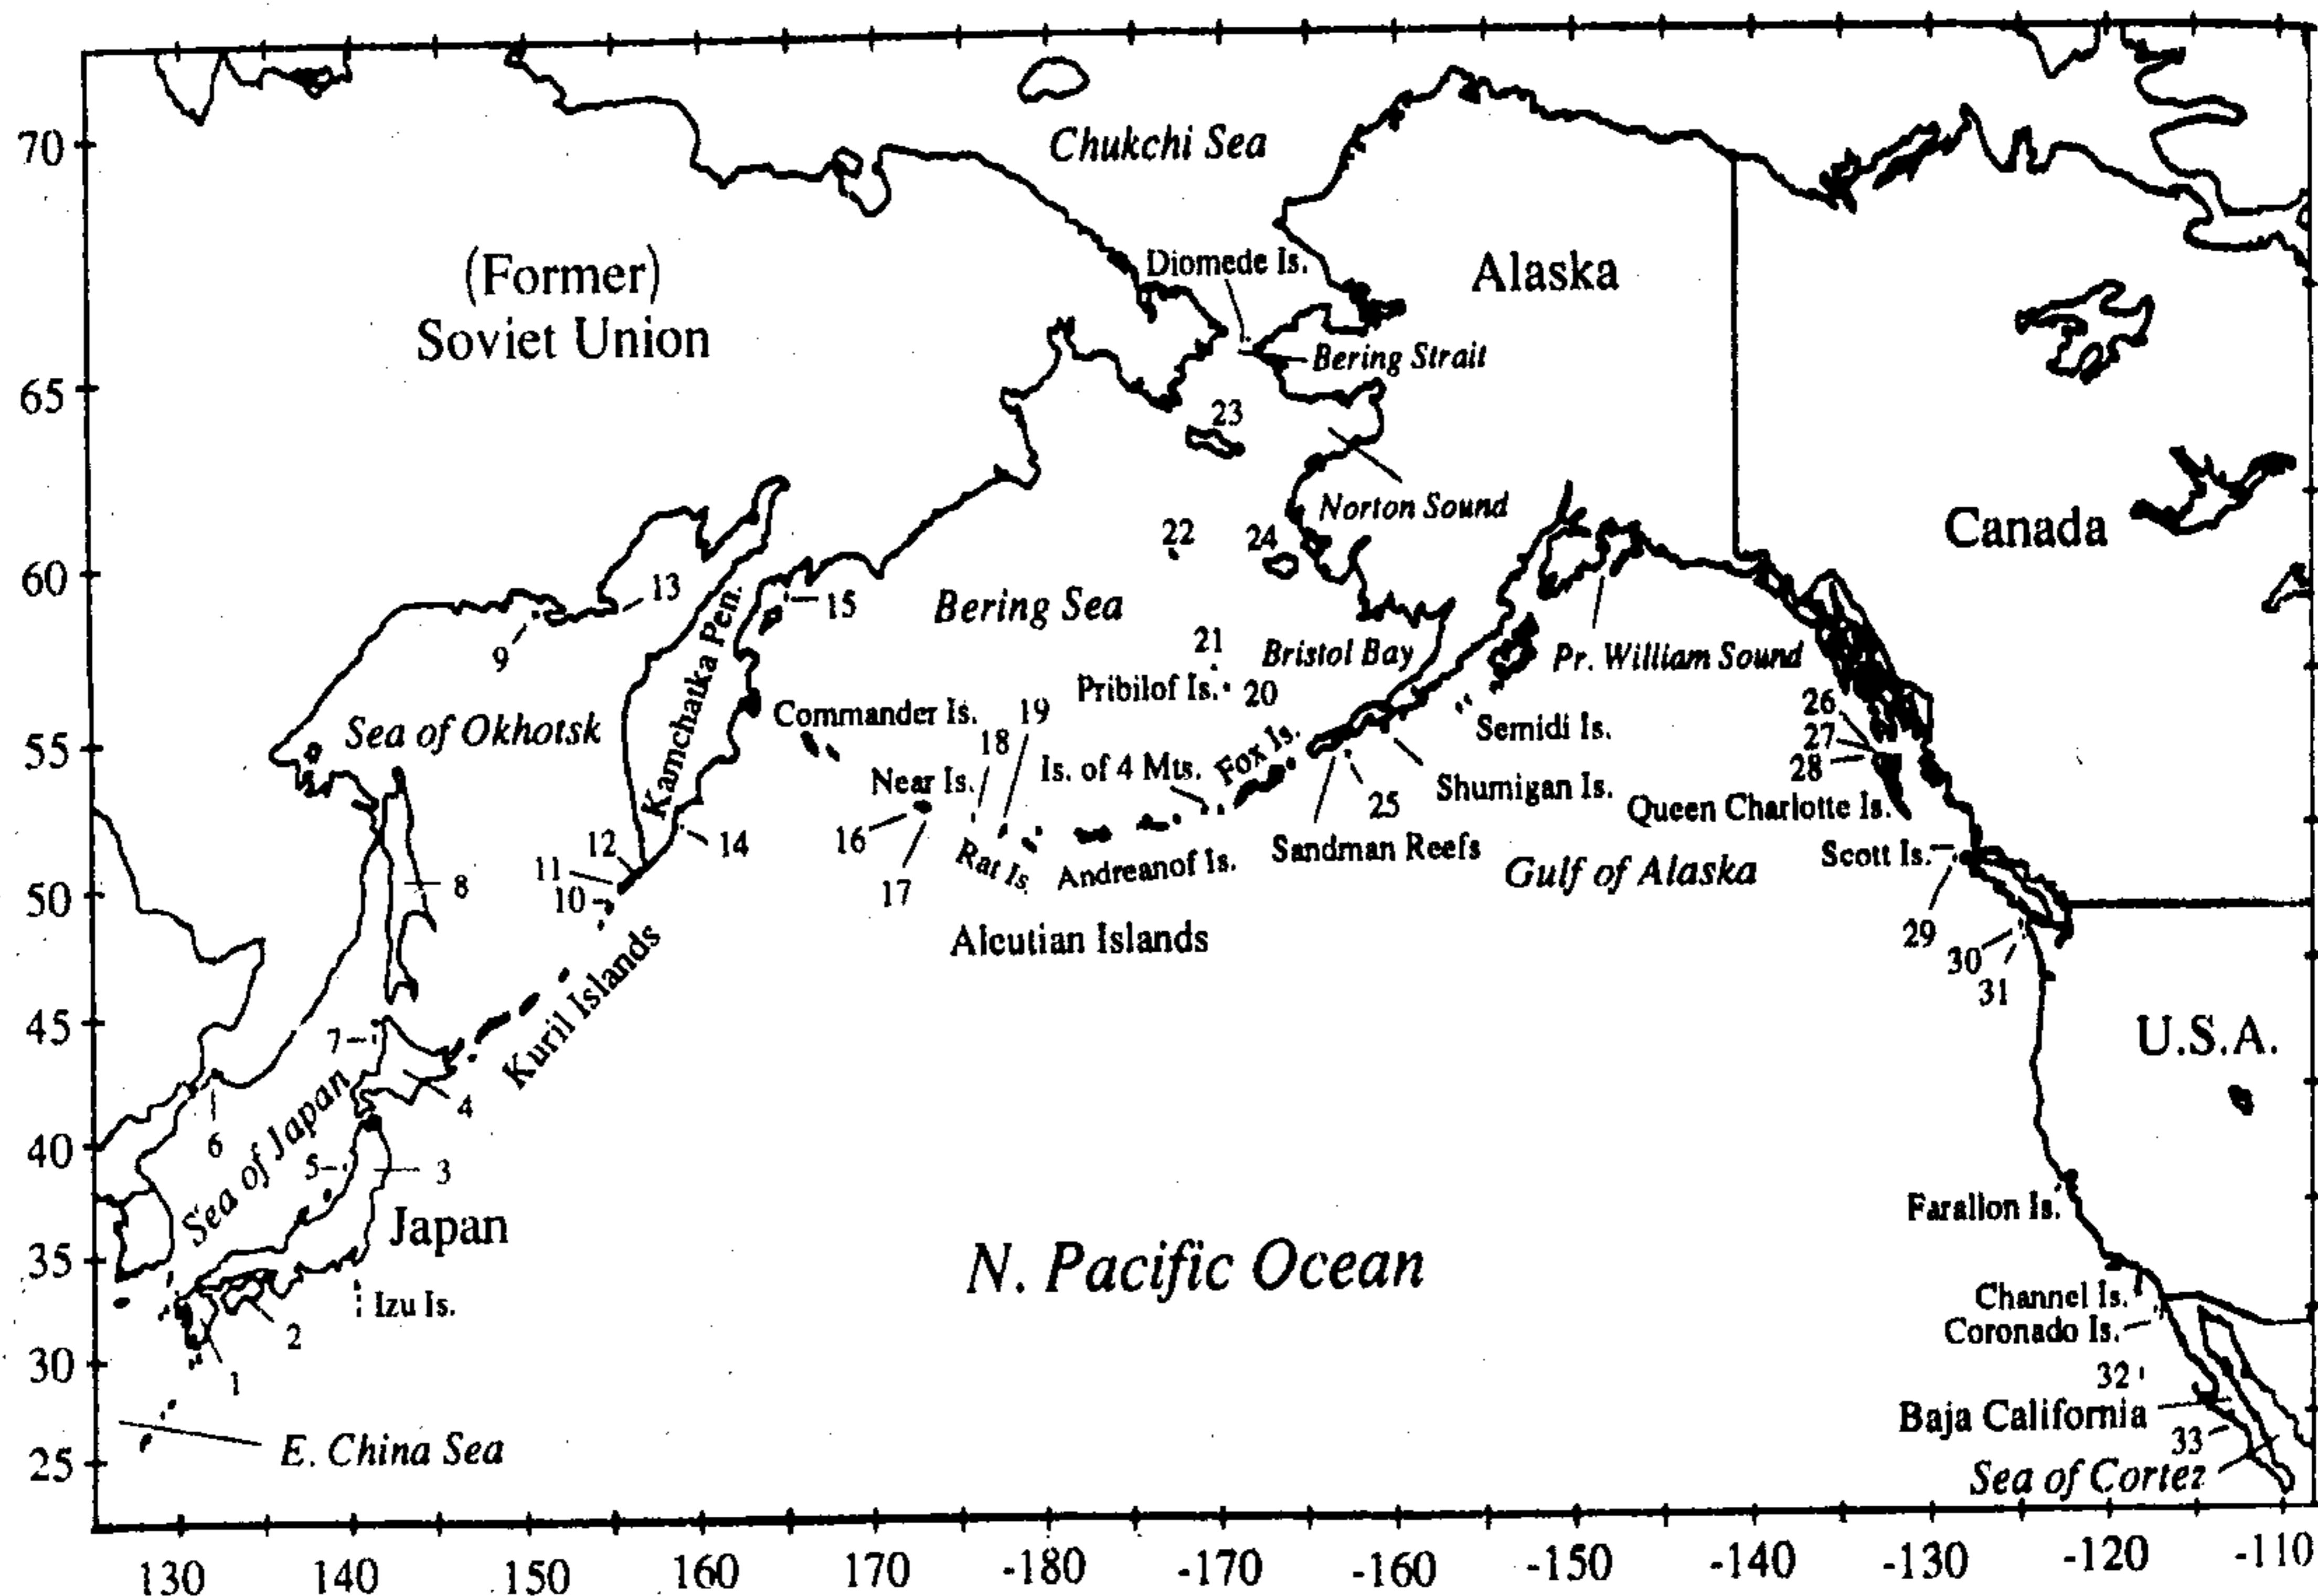 70
65
60
55
50
45
40
35
30
25
130
140
150
160
170
-180
-170
-160
-150
-140
-130
-120
-110
Chukchi Sea
(Former)
Soviet Union
Diomede Is.
Alaska
Bering Strait
23
Norton Sound
22
24
Canada
13
9
15
Kamchatka Pen.
Bering Sea
21
Bristol Bay
Pribilof Is.
20
Pr. William Sound
Sea of Okhotsk
Commander Is.
19
18
Semidi Is.
26
27
28
Near Is.
Is. of 4 Mts.
Fox Is.
25
Shumigan Is.
Queen Charlotte Is.
16
17
Rat Is.
Andreanof Is.
Sandman Reefs
Gulf of Alaska
Scott Is.
12
11
10
14
8
Aleutian Islands
29
30
31
Kuril Islands
7
4
U.S.A.
6
Sea of Japan
5
3
Japan
Farallon Is.
N. Pacific Ocean
Izu Is.
2
1
Channel Is.
Coronado Is.
32
Baja California
33
Sea of Cortez
E. China Sea